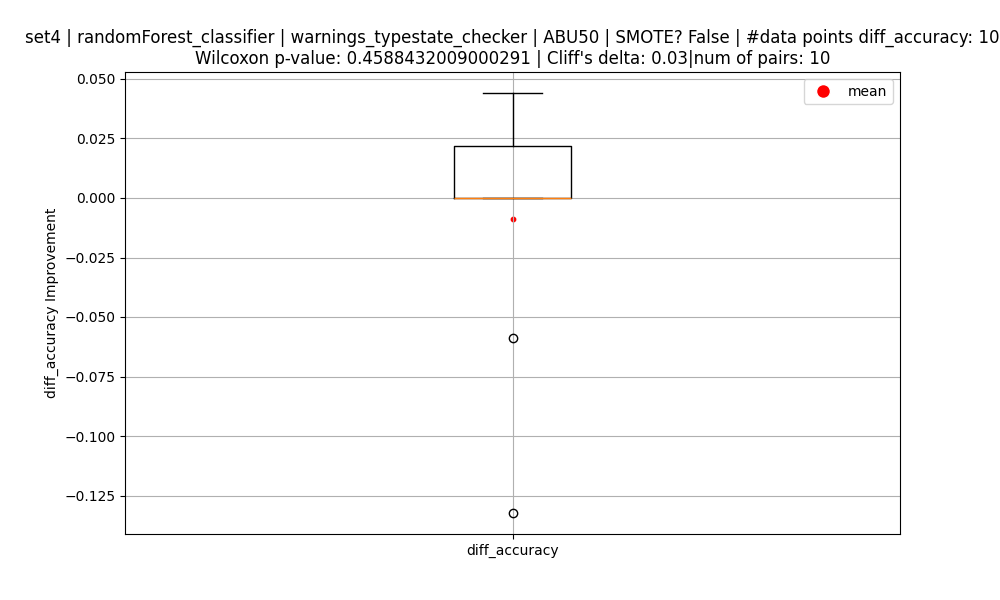 set4 | randomForest_classifier | warnings_typestate_checker | ABU50 | SMOTE? False | #data points diff_accuracy: 10
Wilcoxon p-value: 0.4588432009000291 | Cliff's delta: 0.03|num of pairs: 10
mean
0.050
0.025
0.000
−0.025
−0.050
−0.075
−0.100
−0.125
diff_accuracy Improvement
diff_accuracy